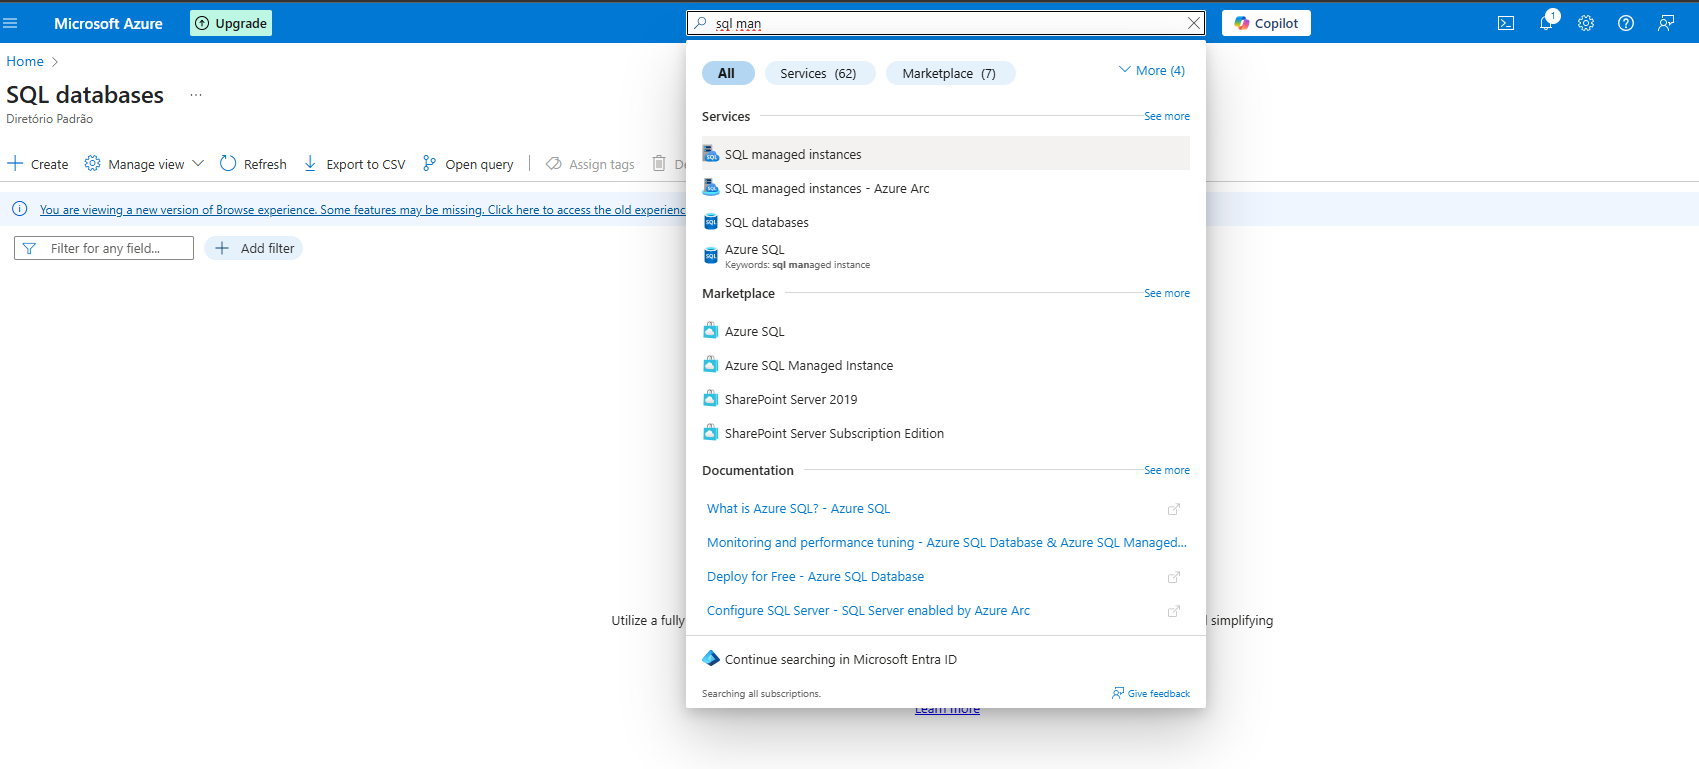 Microsoft Azure
Upgrade
sql man
Copilot
1
Home
SQL databases
...
Diretório Padrão
Create
Manage view
Refresh
Export to CSV
Open query
Assign tags
You are viewing a new version of Browse experience. Some features may be missing. Click here to access the old experienc
Filter for any field...
Add filter
All
Services (62)
Marketplace (7)
More (4)
Services
See more
SQL managed instances
SQL managed instances - Azure Arc
SQL databases
Azure SQL
Keywords: sql managed instance
Marketplace
See more
Azure SQL
Azure SQL Managed Instance
SharePoint Server 2019
SharePoint Server Subscription Edition
Documentation
See more
What is Azure SQL? - Azure SQL
Monitoring and performance tuning - Azure SQL Database & Azure SQL Managed...
Deploy for Free - Azure SQL Database
Configure SQL Server - SQL Server enabled by Azure Arc
Continue searching in Microsoft Entra ID
Searching all subscriptions.
Give feedback
Utilize a fully
simplifying
Learn more